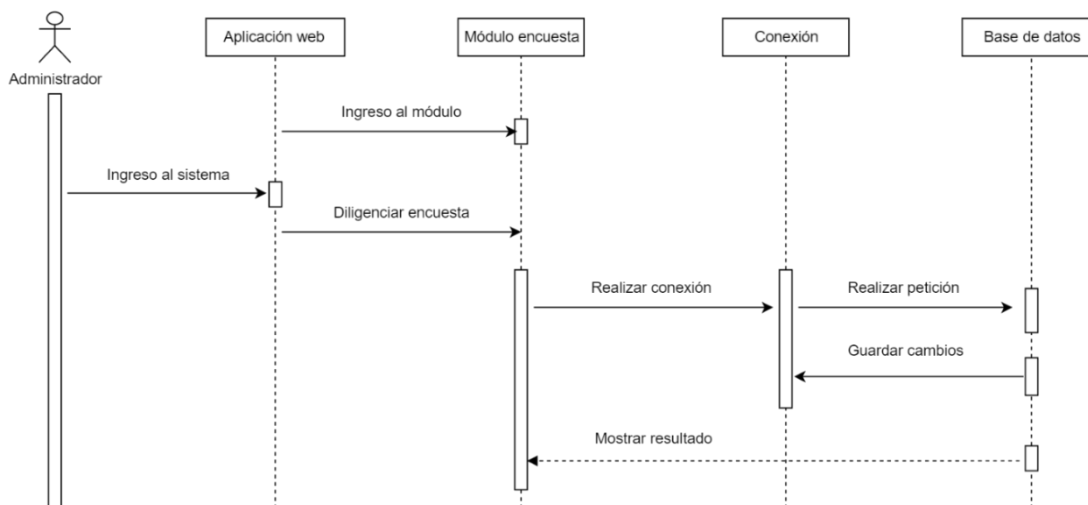 Aplicación web
Módulo encuesta
Conexión
Base de datos
Administrador
Ingreso al módulo
Ingreso al sistema
Diligenciar encuesta
Realizar conexión
Realizar petición
Guardar cambios
Mostrar resultado